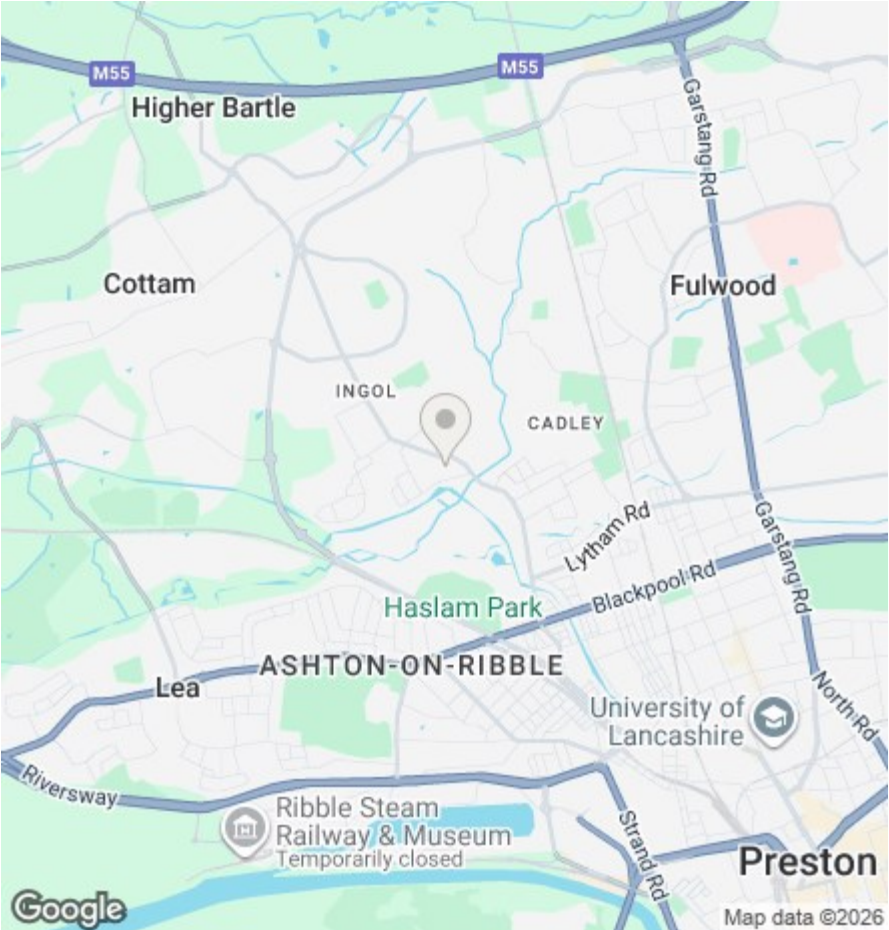 M55
M55
Higher Bartle
Garstang Rd
Cottam
Fulwood
INGOL
CADLEY
Lytham Rd
Garstang Rd
Blackpool Rd
Haslam Park
ASHTON-ON-RIBBLE
Lea
North Rd
University of
Lancashire
Riversway
Ribble Steam
Railway & Museum
Temporarily closed
Strand Rd
Preston
Google
Map data ©2026